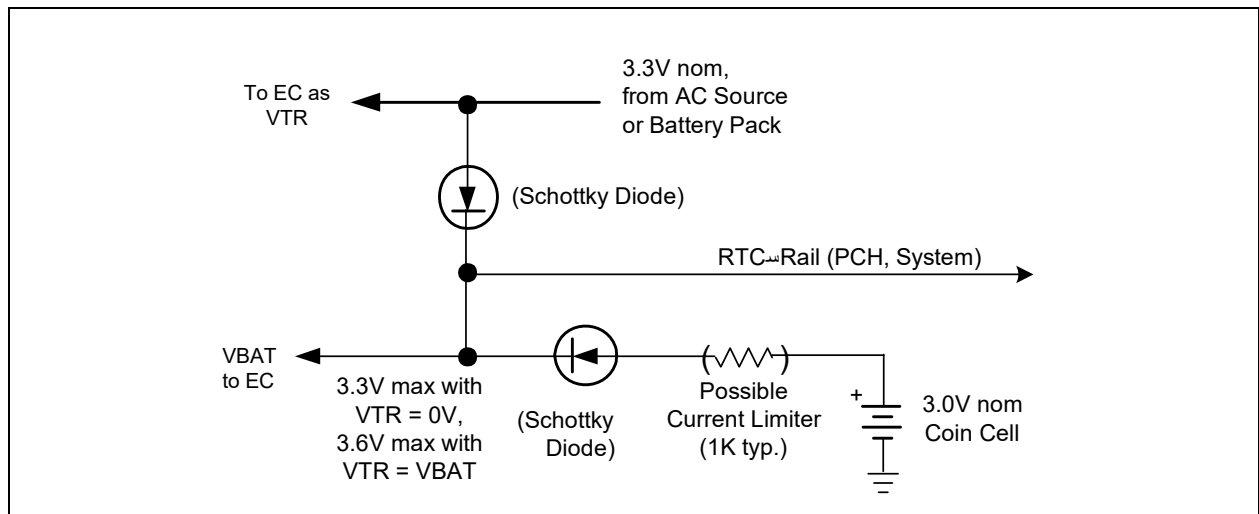 3.3V nom,
from AC Source
or Battery Pack
To EC as
VTR
(Schottky Diode)
RTC Rail (PCH, System)
VBAT
to EC
3.3V max with
VTR = 0V,
3.6V max with
VTR = VBAT
(Schottky
Diode)
( )
Possible
Current Limiter
(1K typ.)
+
3.0V nom
Coin Cell